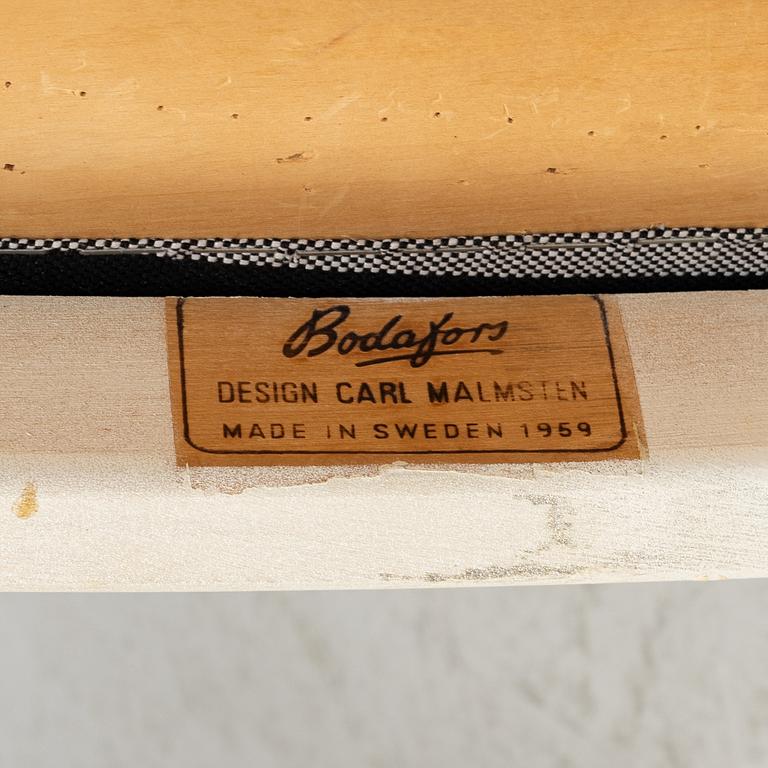 Bodafors
DESIGN CARL MALMSTEN
MADE IN SWEDEN 1959